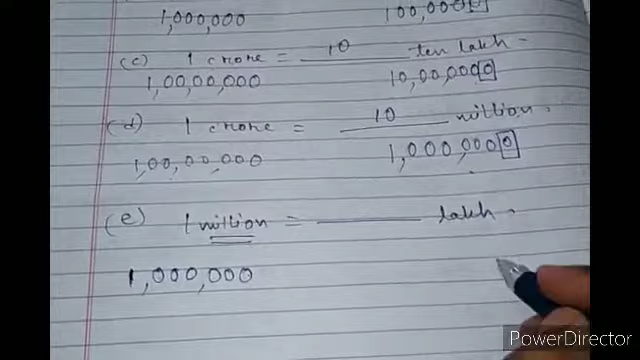 1,000,000 100,000
(c) 1 crore = 10 ten lakh.
1,00,00,000 10,00,000
(d) 1 crore = 10 million.
1,00,00,000 1,000,000
(e) 1 million = ______ lakh.
1,000,000
PowerDirector